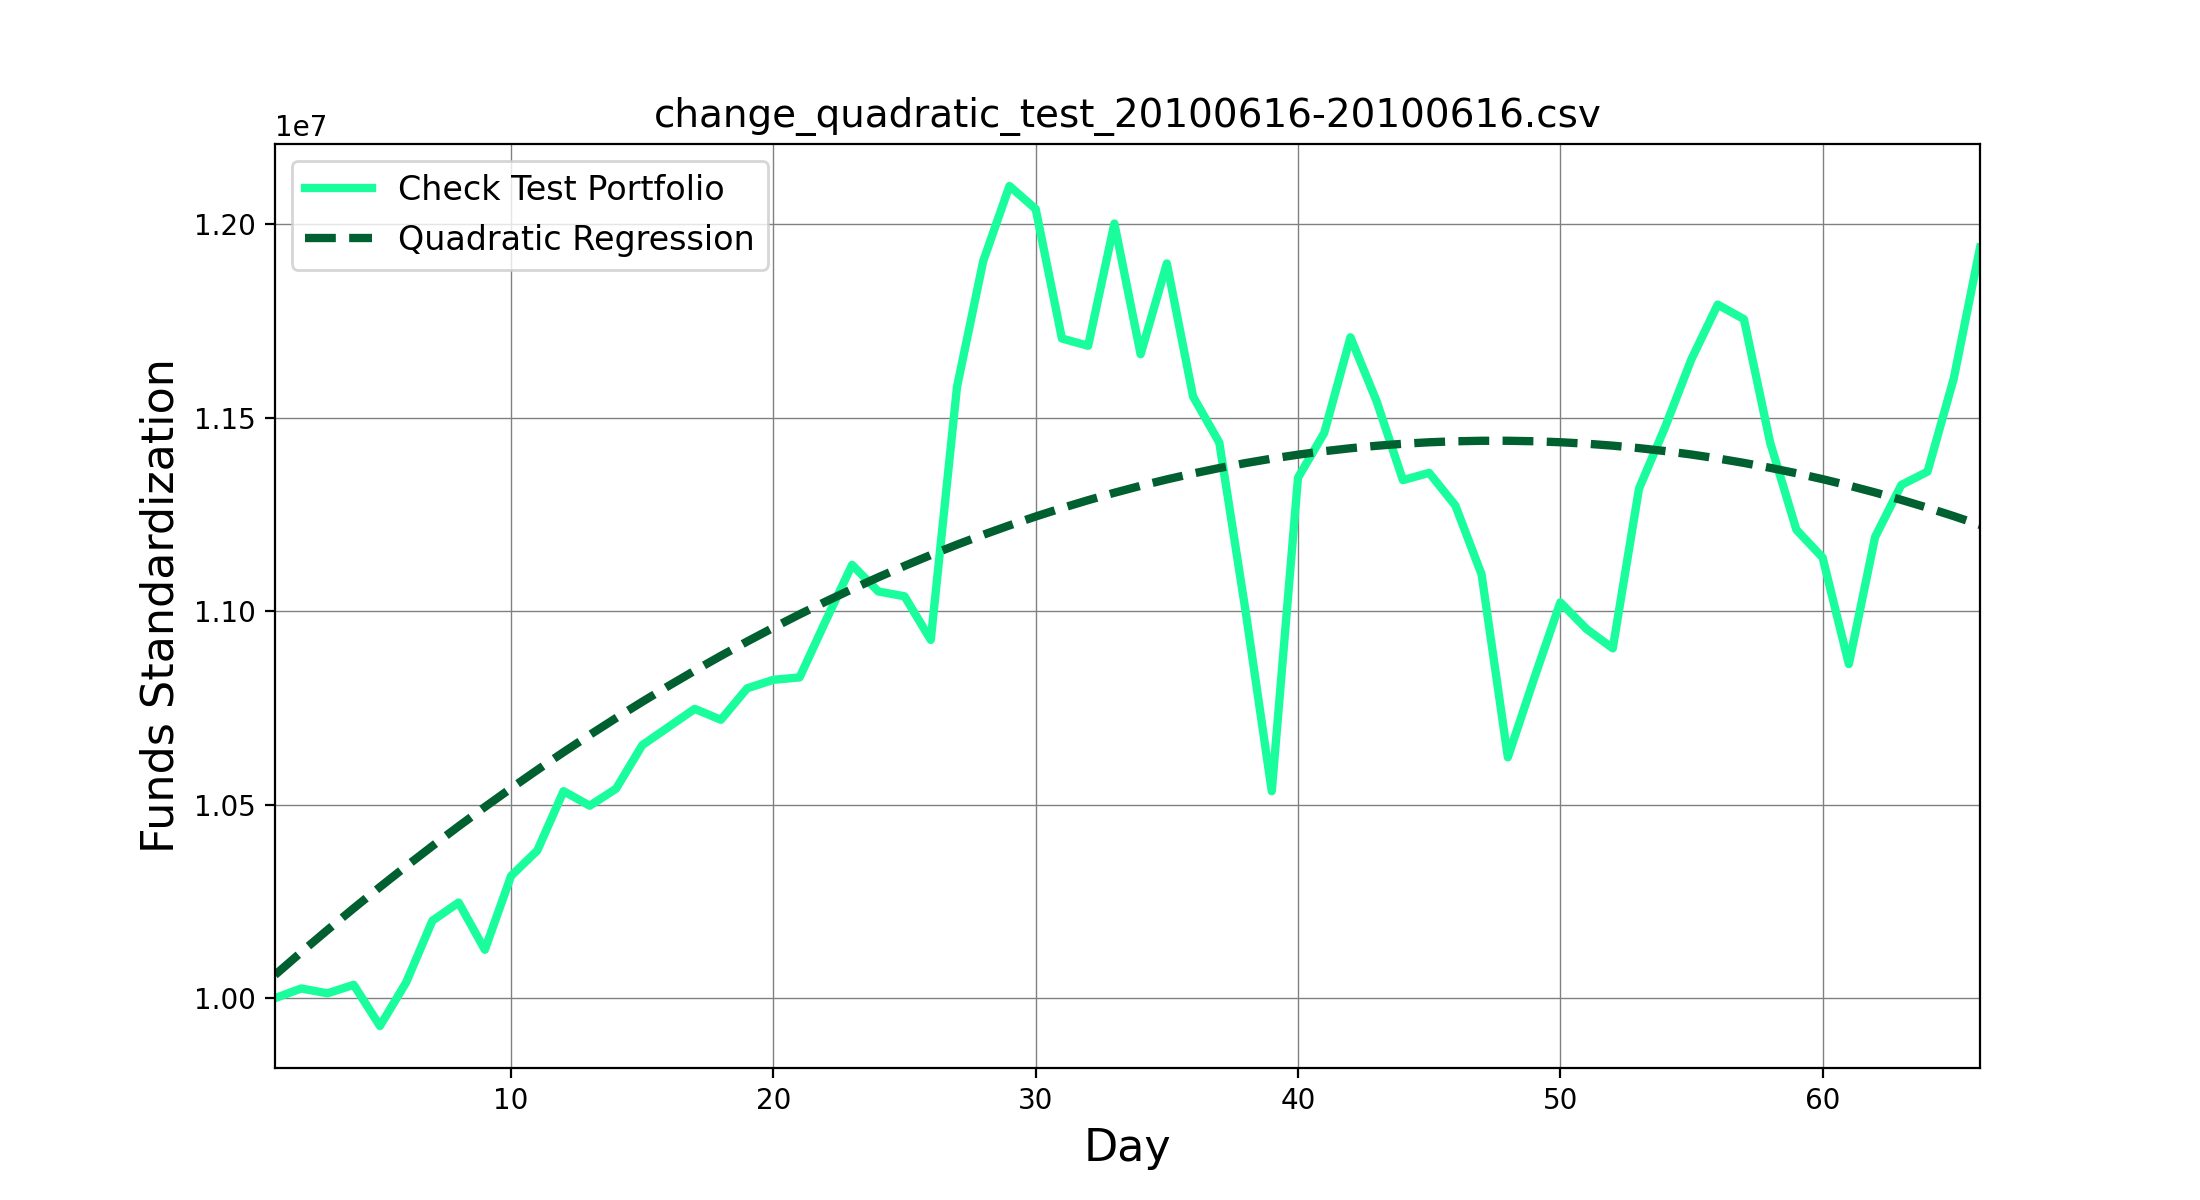 change_quadratic_test_20100616-20100616.csv
1e7
Check Test Portfolio
Quadratic Regression
1.20
1.15
1.10
1.05
1.00
Funds Standardization
10 20 30 40 50 60
Day